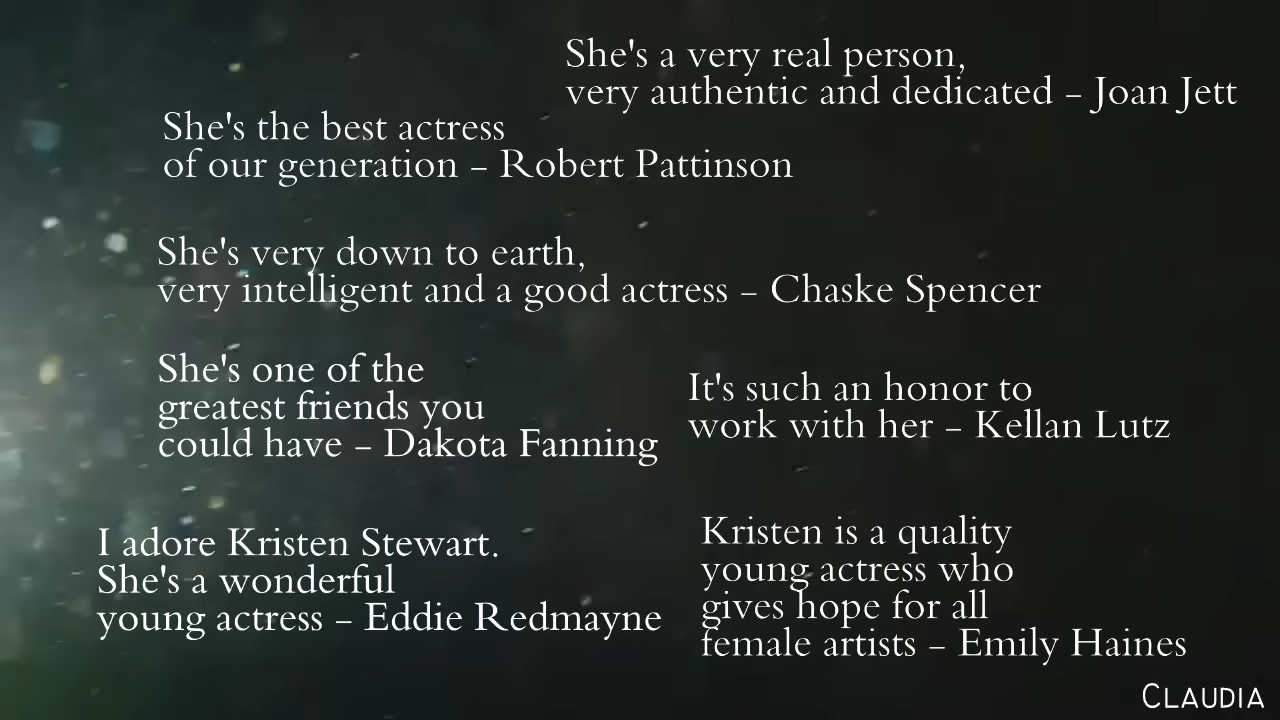 She's a very real person,
very authentic and dedicated – Joan Jett
She's the best actress
of our generation – Robert Pattinson
She's very down to earth,
very intelligent and a good actress – Chaske Spencer
She's one of the
greatest friends you
could have – Dakota Fanning
It's such an honor to
work with her – Kellan Lutz
I adore Kristen Stewart.
She's a wonderful
young actress – Eddie Redmayne
Kristen is a quality
young actress who
gives hope for all
female artists – Emily Haines
CLAUDIA